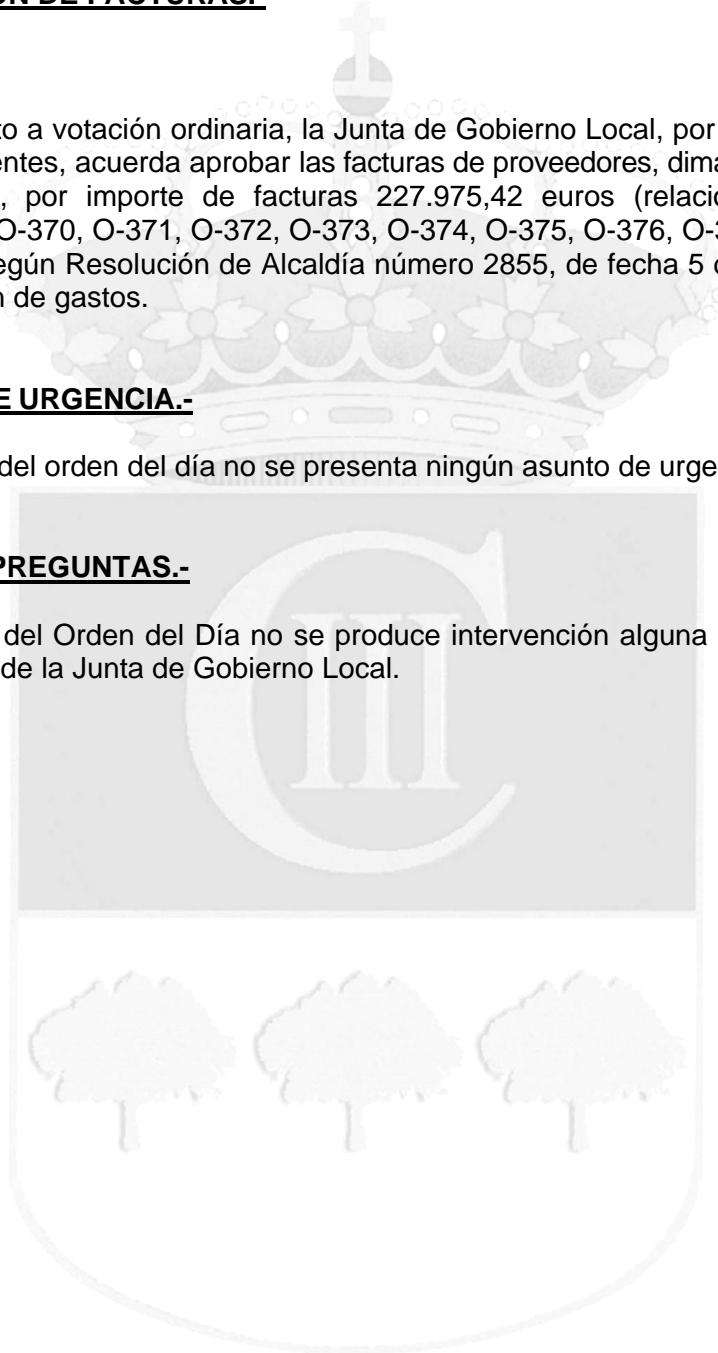 ÓN DE FACTURAS.-
to a votación ordinaria, la Junta de Gobierno Local, por
entes, acuerda aprobar las facturas de proveedores, dima
, por importe de facturas 227.975,42 euros (relacio
O-370, O-371, O-372, O-373, O-374, O-375, O-376, O-3
egún Resolución de Alcaldía número 2855, de fecha 5 d
n de gastos.
E URGENCIA.-
del orden del día no se presenta ningún asunto de urge
PREGUNTAS.-
del Orden del Día no se produce intervención alguna
de la Junta de Gobierno Local.
C III